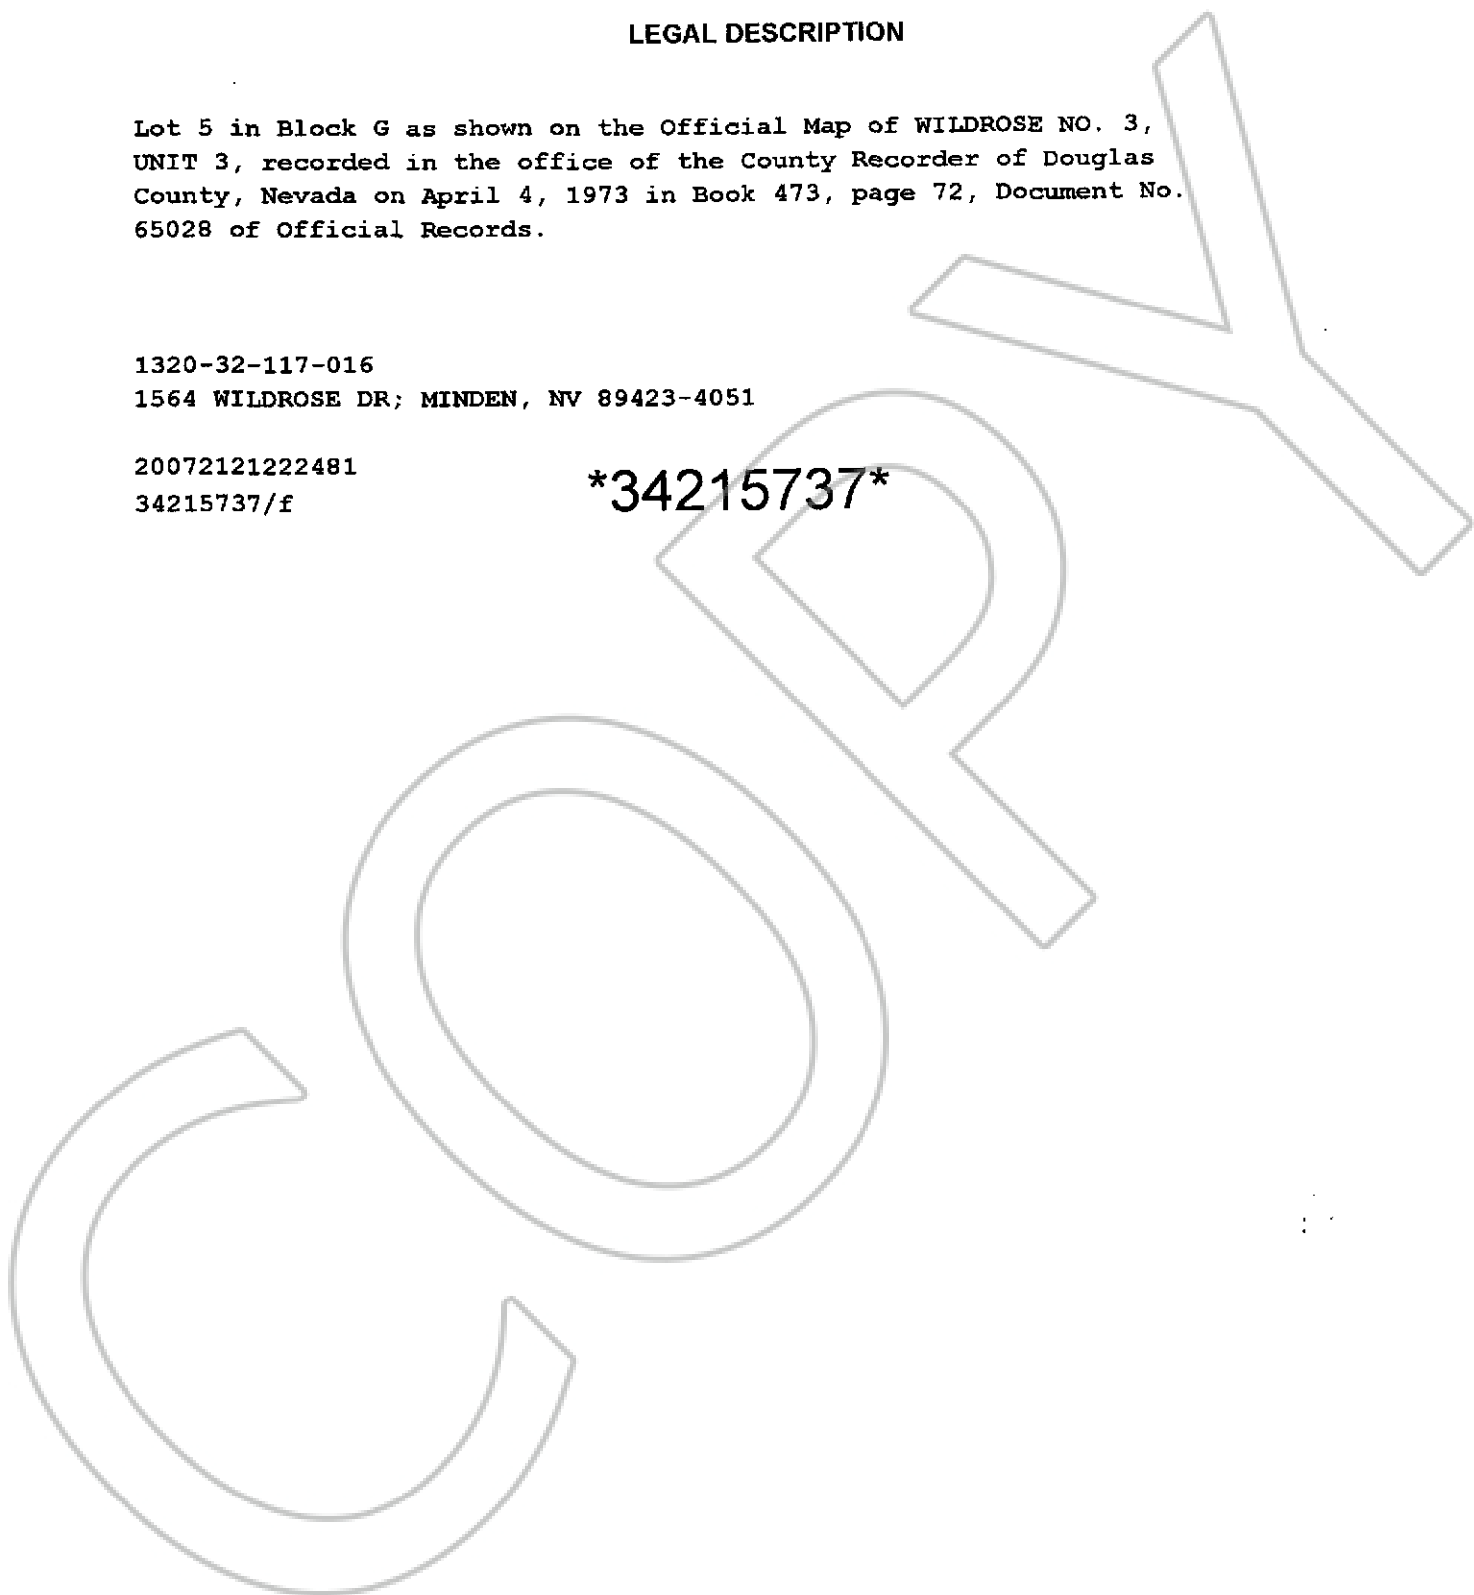 LEGAL DESCRIPTION
Lot 5 in Block G as shown on the Official Map of WILDROSE NO. 3,
UNIT 3, recorded in the office of the County Recorder of Douglas
County, Nevada on April 4, 1973 in Book 473, page 72, Document No.
65028 of Official Records.
1320-32-117-016
1564 WILDROSE DR; MINDEN, NV 89423-4051
20072121222481
34215737/f
*34215737*
COPY